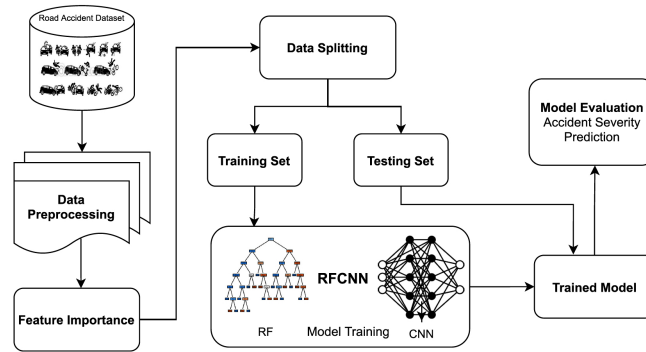 Road Accident Dataset
Data Splitting
Model Evaluation
Accident Severity
Prediction
Training Set
Testing Set
Data
Preprocessing
RFCNN
Trained Model
Feature Importance
RF
Model Training
CNN